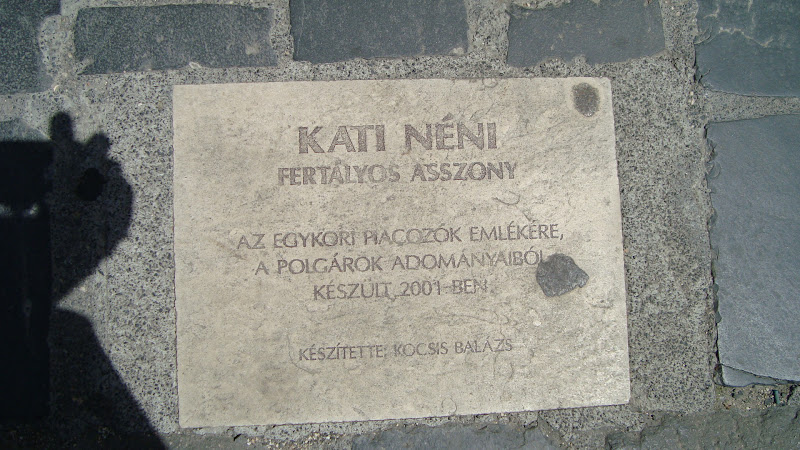 KATI NÉNI
FERTÁLYOS ASSZONY
AZ EGYKORI PIACOZÓK EMLÉKÉRE,
A POLGÁROK ADOMÁNYAIBÓL
KÉSZÜLT 2001-BEN
KÉSZÍTETTE: KOCSIS BALÁZS